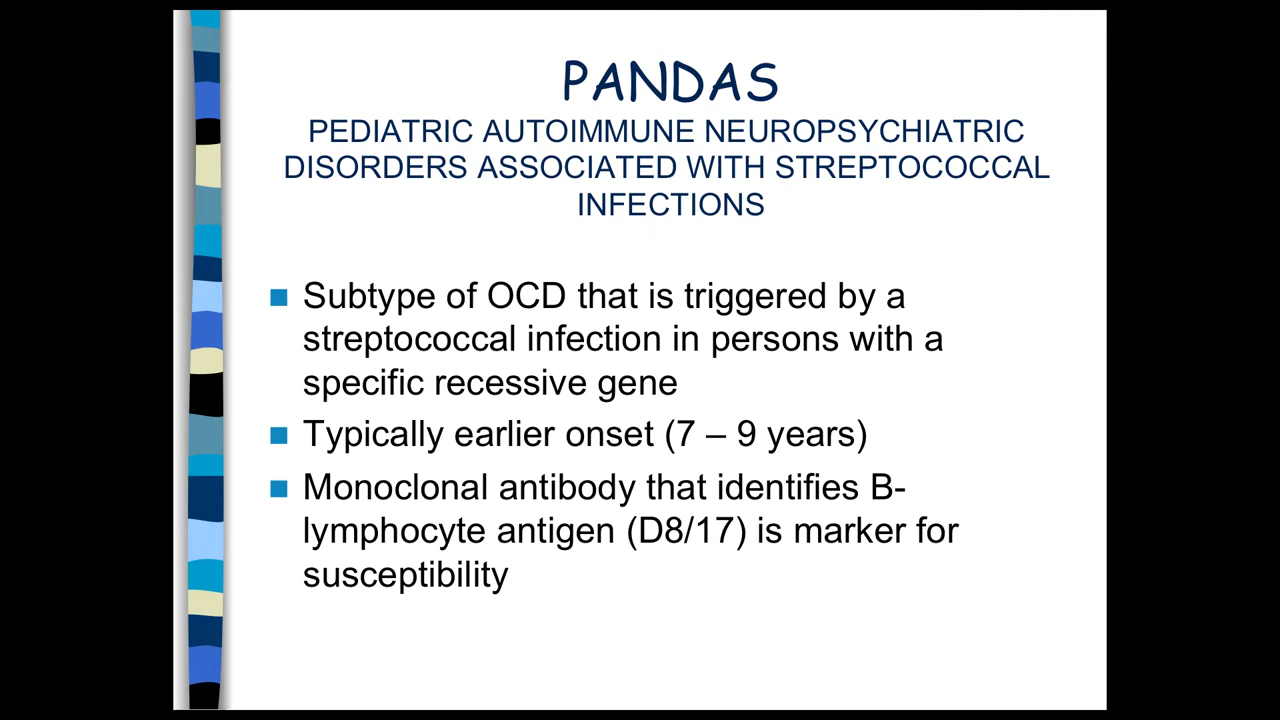 PANDAS
PEDIATRIC AUTOIMMUNE NEUROPSYCHIATRIC
DISORDERS ASSOCIATED WITH STREPTOCOCCAL
INFECTIONS
Subtype of OCD that is triggered by a
streptococcal infection in persons with a
specific recessive gene
Typically earlier onset (7 – 9 years)
Monoclonal antibody that identifies B-
lymphocyte antigen (D8/17) is marker for
susceptibility